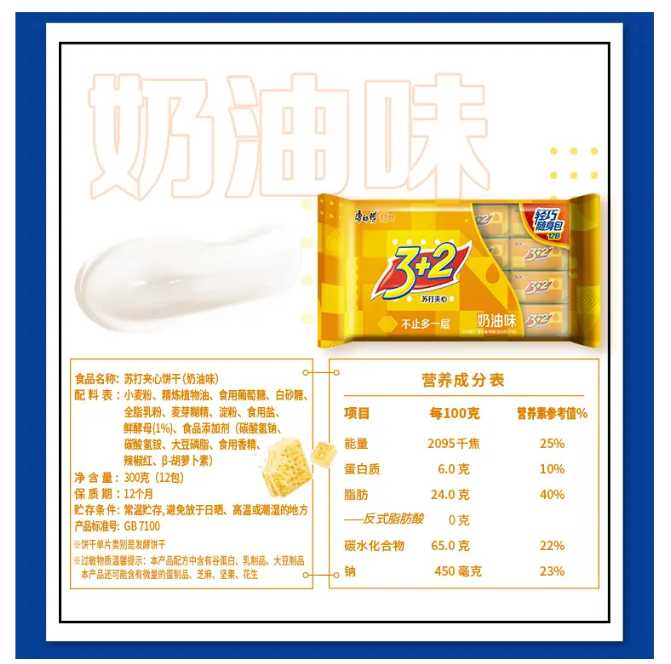 奶油味
康师傅
轻巧
随身包
12包
3+2
苏打夹心
不止多一层
奶油味
3+2
3+2
3+2
食品名称：苏打夹心饼干(奶油味)
配 料 表：小麦粉、精炼植物油、食用葡萄糖、白砂糖、
全脂乳粉、麦芽糊精、淀粉、食用盐、
鲜酵母(1%)、食品添加剂（碳酸氢钠、
碳酸氢铵、大豆磷脂、食用香精、
辣椒红、β-胡萝卜素）
净 含 量：300克（12包）
保 质 期：12个月
贮存条件：常温贮存,避免放于日晒、高温或潮湿的地方
产品标准号: GB 7100
※饼干单片类别是发酵饼干
※过敏物质温馨提示：本产品配方中含有谷蛋白、乳制品、大豆制品
本产品还可能含有微量的蛋制品、芝麻、坚果、花生
营养成分表
项目 每100克 营养素参考值%
能量 2095千焦 25%
蛋白质 6.0 克 10%
脂肪 24.0 克 40%
——反式脂肪酸 0 克
碳水化合物 65.0 克 22%
钠 450 毫克 23%